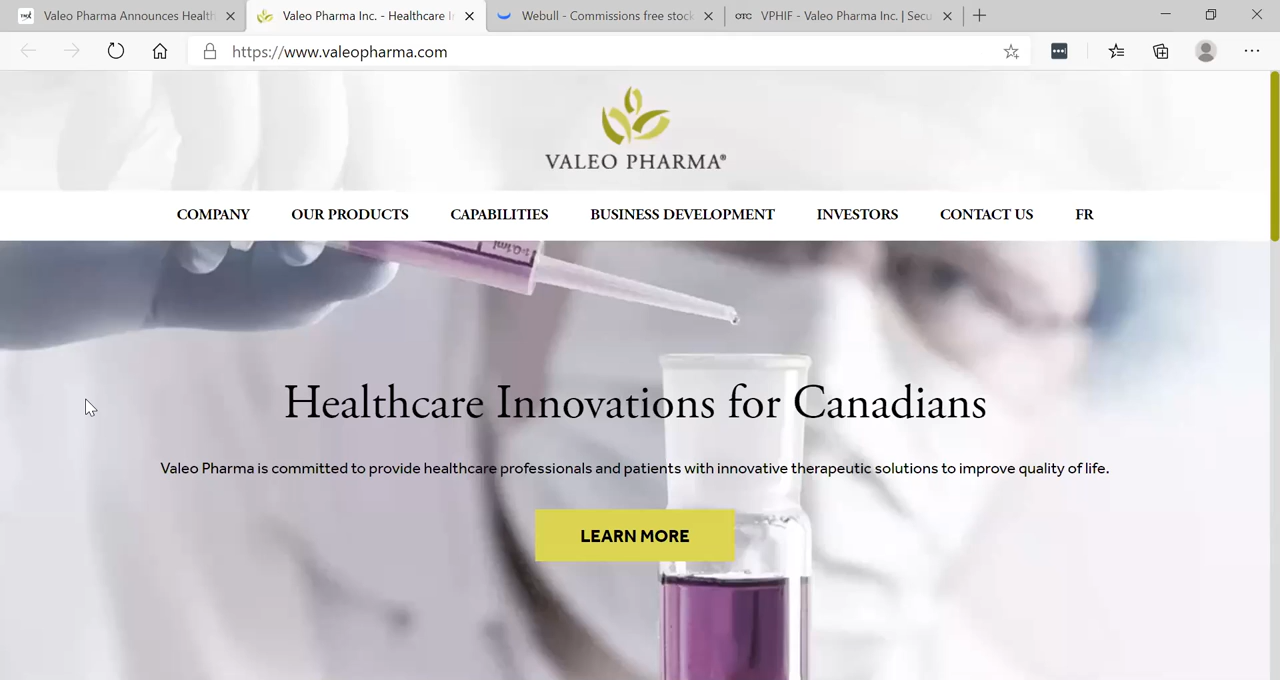 Valeo Pharma Announces Health
Valeo Pharma Inc. - Healthcare I
Webull - Commissions free stock
OTC
VPHIF - Valeo Pharma Inc. | Secu
https://www.valeopharma.com
VALEO PHARMA®
COMPANY
OUR PRODUCTS
CAPABILITIES
BUSINESS DEVELOPMENT
INVESTORS
CONTACT US
FR
Healthcare Innovations for Canadians
Valeo Pharma is committed to provide healthcare professionals and patients with innovative therapeutic solutions to improve quality of life.
LEARN MORE